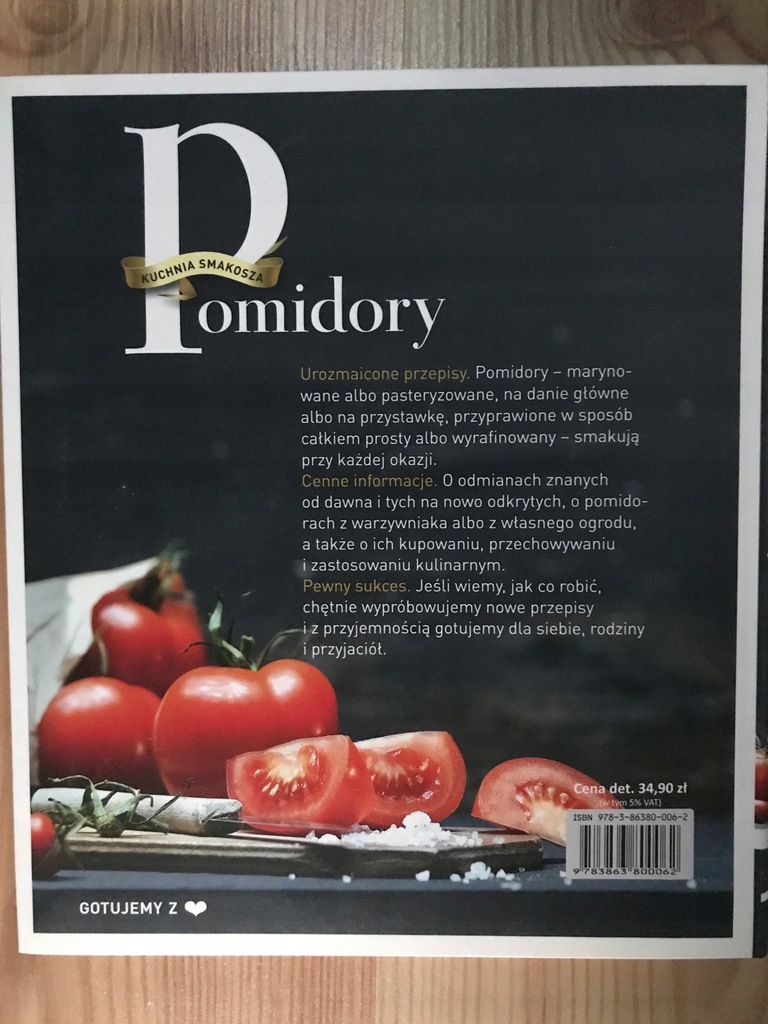 Pomidory
KUCHNIA SMAKOSZA
Urozmaicone przepisy. Pomidory – maryno-
wane albo pasteryzowane, na danie główne
albo na przystawkę, przyprawione w sposób
całkiem prosty albo wyrafinowany – smakują
przy każdej okazji.
Cenne informacje. O odmianach znanych
od dawna i tych na nowo odkrytych, o pomido-
rach z warzywniaka albo z własnego ogrodu,
a także o ich kupowaniu, przechowywaniu
i zastosowaniu kulinarnym.
Pewny sukces. Jeśli wiemy, jak co robić,
chętnie wypróbowujemy nowe przepisy
i z przyjemnością gotujemy dla siebie, rodziny
i przyjaciół.
Cena det. 34,90 zł
(w tym 5% VAT)
ISBN 978-3-86380-006-2
9 783863 800062
GOTUJEMY Z